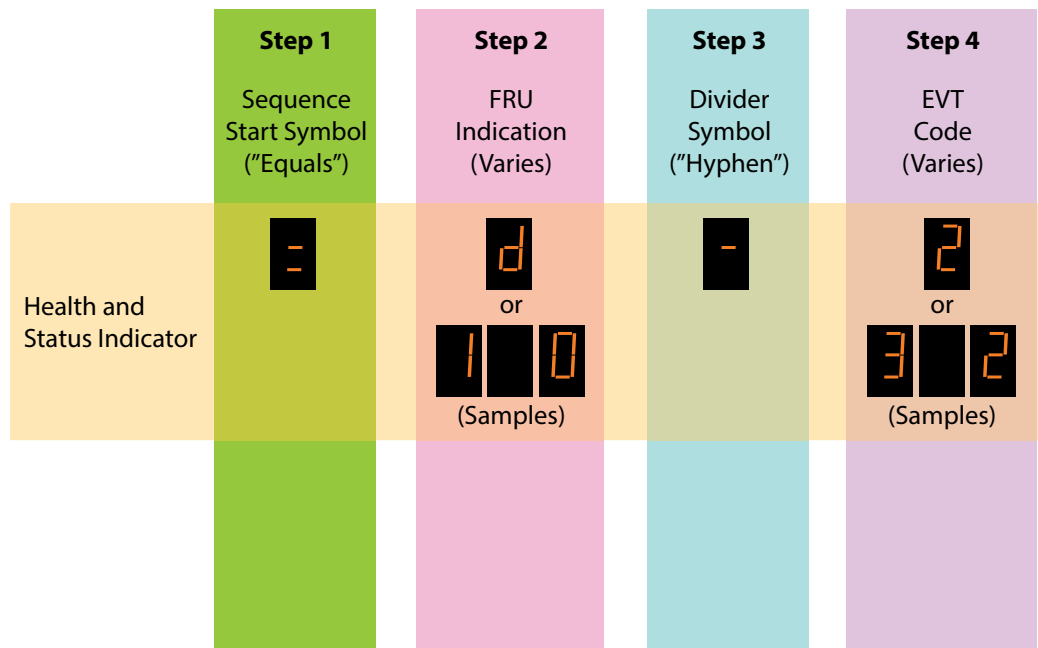 Step 1
Sequence
Start Symbol
(”Equals”)
Step 2
FRU
Indication
(Varies)
Step 3
Divider
Symbol
(”Hyphen”)
Step 4
EVT
Code
(Varies)
Health and
Status Indicator
=
d
or
1 0
(Samples)
-
2
or
3 2
(Samples)